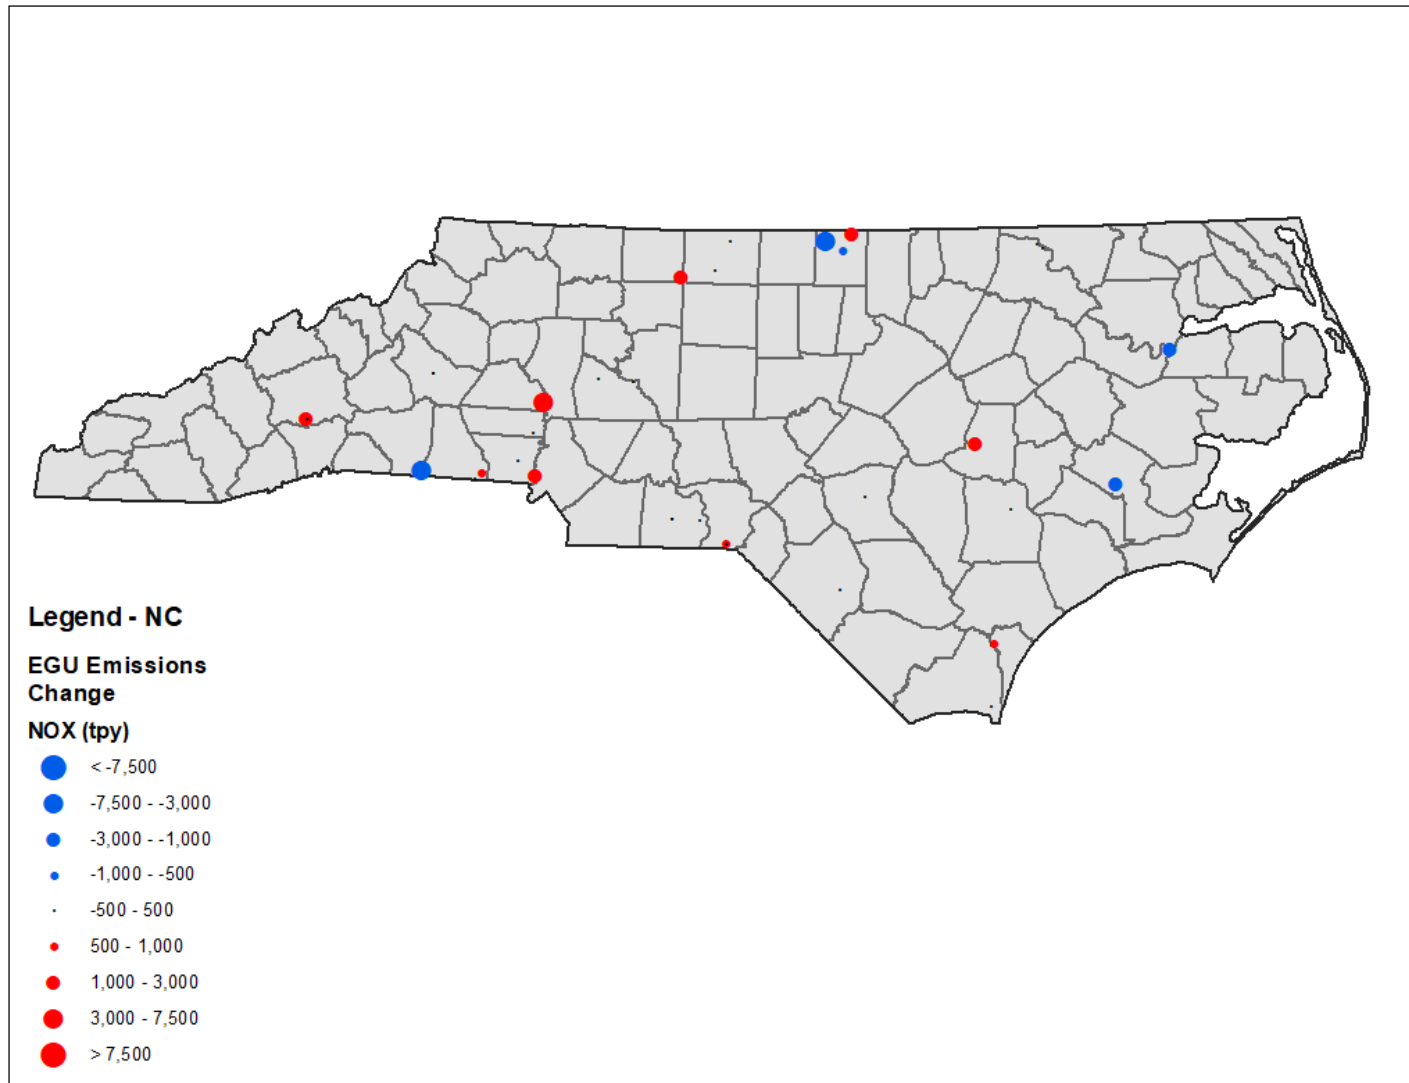 Legend - NC
EGU Emissions
Change
NOX (tpy)
< -7,500
-7,500 - -3,000
-3,000 - -1,000
-1,000 - -500
-500 - 500
500 - 1,000
1,000 - 3,000
3,000 - 7,500
> 7,500